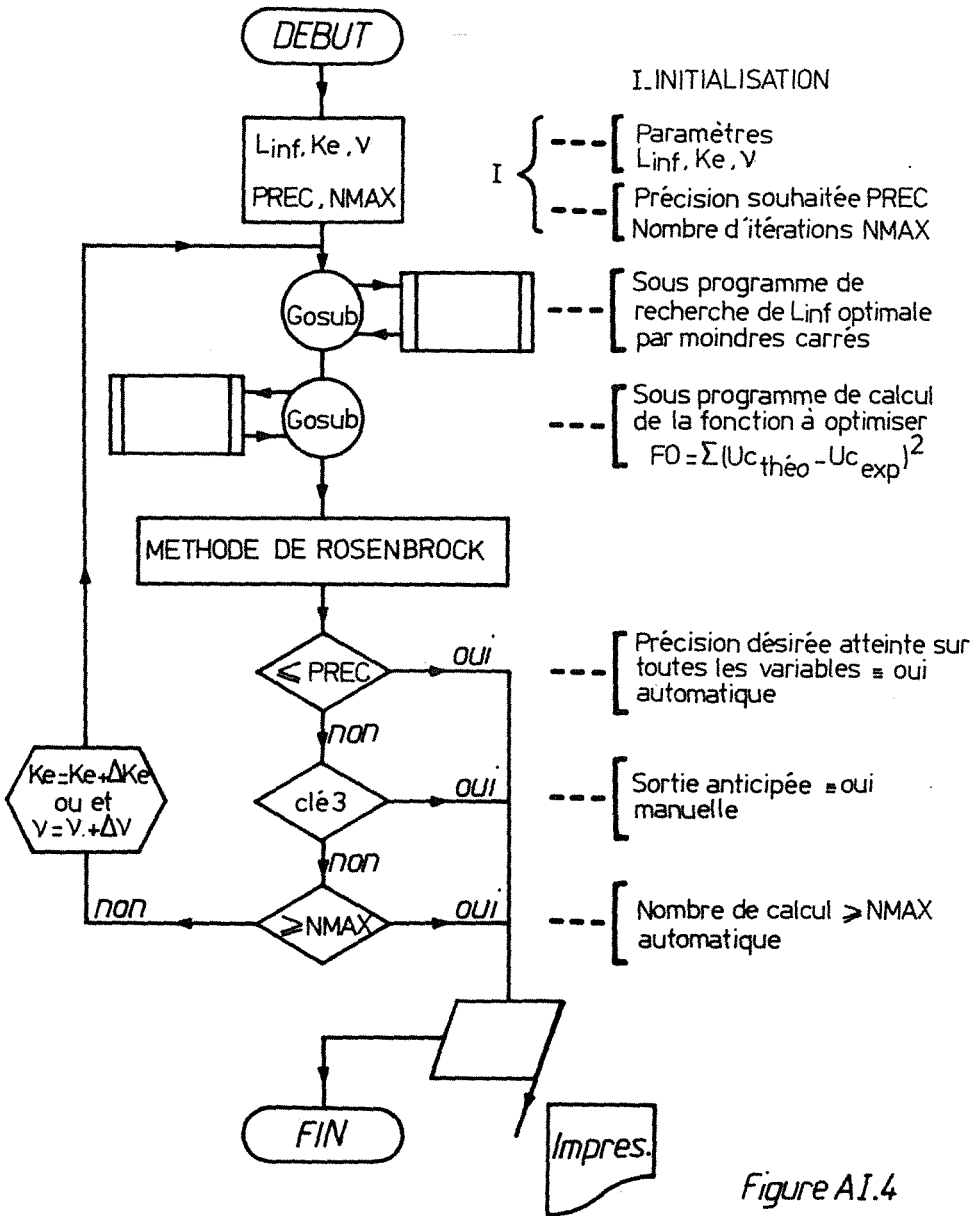 DEBUT
I_INITIALISATION
Linf, Ke, ν
PREC, NMAX
I
Paramètres
Linf, Ke, ν
Précision souhaitée PREC
Nombre d'itérations NMAX
Gosub
Sous programme de
recherche de Linf optimale
par moindres carrés
Gosub
Sous programme de calcul
de la fonction à optimiser
FO = Σ(Uc théo - Uc exp)²
METHODE DE ROSENBROCK
⩽ PREC
oui
Précision désirée atteinte sur
toutes les variables ≡ oui
automatique
non
Ke=Ke+ΔKe
ou et
ν=ν.+Δν
clé 3
oui
Sortie anticipée ≡ oui
manuelle
non
non
⩾NMAX
oui
Nombre de calcul ⩾ NMAX
automatique
FIN
Impres.
Figure A I.4